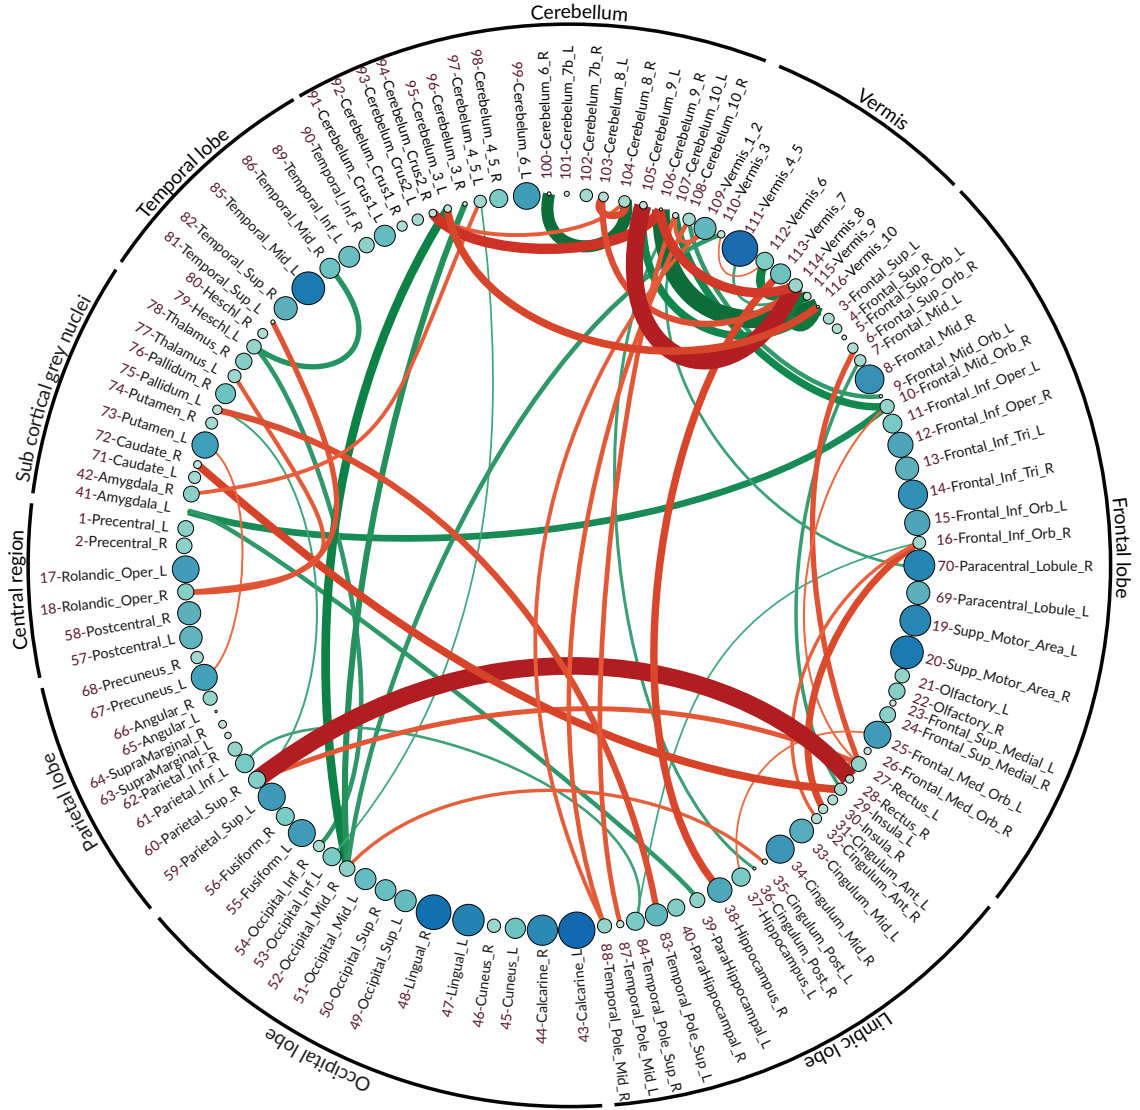 Cerebellum
Vermis
Frontal lobe
Limbic lobe
Occipital lobe
Parietal lobe
Central region
Sub cortical grey nuclei
Temporal lobe
91-Cerebelum_Crus1_L
92-Cerebelum_Crus1_R
93-Cerebelum_Crus2_L
94-Cerebelum_Crus2_R
95-Cerebelum_3_L
96-Cerebelum_3_R
97-Cerebelum_4_5_L
98-Cerebelum_4_5_R
99-Cerebelum_6_L
100-Cerebelum_6_R
101-Cerebelum_7b_L
102-Cerebelum_7b_R
103-Cerebelum_8_L
104-Cerebelum_8_R
105-Cerebelum_9_L
106-Cerebelum_9_R
107-Cerebelum_10_L
108-Cerebelum_10_R
109-Vermis_1_2
110-Vermis_3
111-Vermis_4_5
112-Vermis_6
113-Vermis_7
114-Vermis_8
115-Vermis_9
116-Vermis_10
3-Frontal_Sup_L
4-Frontal_Sup_R
5-Frontal_Sup_Orb_L
6-Frontal_Sup_Orb_R
7-Frontal_Mid_L
8-Frontal_Mid_R
9-Frontal_Mid_Orb_L
10-Frontal_Mid_Orb_R
11-Frontal_Inf_Oper_L
12-Frontal_Inf_Oper_R
13-Frontal_Inf_Tri_L
14-Frontal_Inf_Tri_R
15-Frontal_Inf_Orb_L
16-Frontal_Inf_Orb_R
70-Paracentral_Lobule_R
69-Paracentral_Lobule_L
19-Supp_Motor_Area_L
20-Supp_Motor_Area_R
21-Olfactory_L
22-Olfactory_R
23-Frontal_Sup_Medial_L
24-Frontal_Sup_Medial_R
25-Frontal_Med_Orb_L
26-Frontal_Med_Orb_R
27-Rectus_L
28-Rectus_R
29-Insula_L
30-Insula_R
31-Cingulum_Ant_L
32-Cingulum_Ant_R
33-Cingulum_Mid_L
34-Cingulum_Mid_R
35-Cingulum_Post_L
36-Cingulum_Post_R
37-Hippocampus_L
38-Hippocampus_R
39-ParaHippocampal_L
40-ParaHippocampal_R
83-Temporal_Pole_Sup_L
84-Temporal_Pole_Sup_R
87-Temporal_Pole_Mid_L
88-Temporal_Pole_Mid_R
43-Calcarine_L
44-Calcarine_R
45-Cuneus_L
46-Cuneus_R
47-Lingual_L
48-Lingual_R
49-Occipital_Sup_L
50-Occipital_Sup_R
51-Occipital_Mid_L
52-Occipital_Mid_R
53-Occipital_Inf_L
54-Occipital_Inf_R
55-Fusiform_L
56-Fusiform_R
59-Parietal_Sup_L
60-Parietal_Sup_R
61-Parietal_Inf_L
62-Parietal_Inf_R
63-SupraMarginal_L
64-SupraMarginal_R
65-Angular_L
66-Angular_R
67-Precuneus_L
68-Precuneus_R
57-Postcentral_L
58-Postcentral_R
18-Rolandic_Oper_R
17-Rolandic_Oper_L
2-Precentral_R
1-Precentral_L
41-Amygdala_L
42-Amygdala_R
71-Caudate_L
72-Caudate_R
73-Putamen_L
74-Putamen_R
75-Pallidum_L
76-Pallidum_R
77-Thalamus_L
78-Thalamus_R
79-Heschl_L
80-Heschl_R
81-Temporal_Sup_L
82-Temporal_Sup_R
85-Temporal_Mid_L
86-Temporal_Mid_R
89-Temporal_Inf_L
90-Temporal_Inf_R